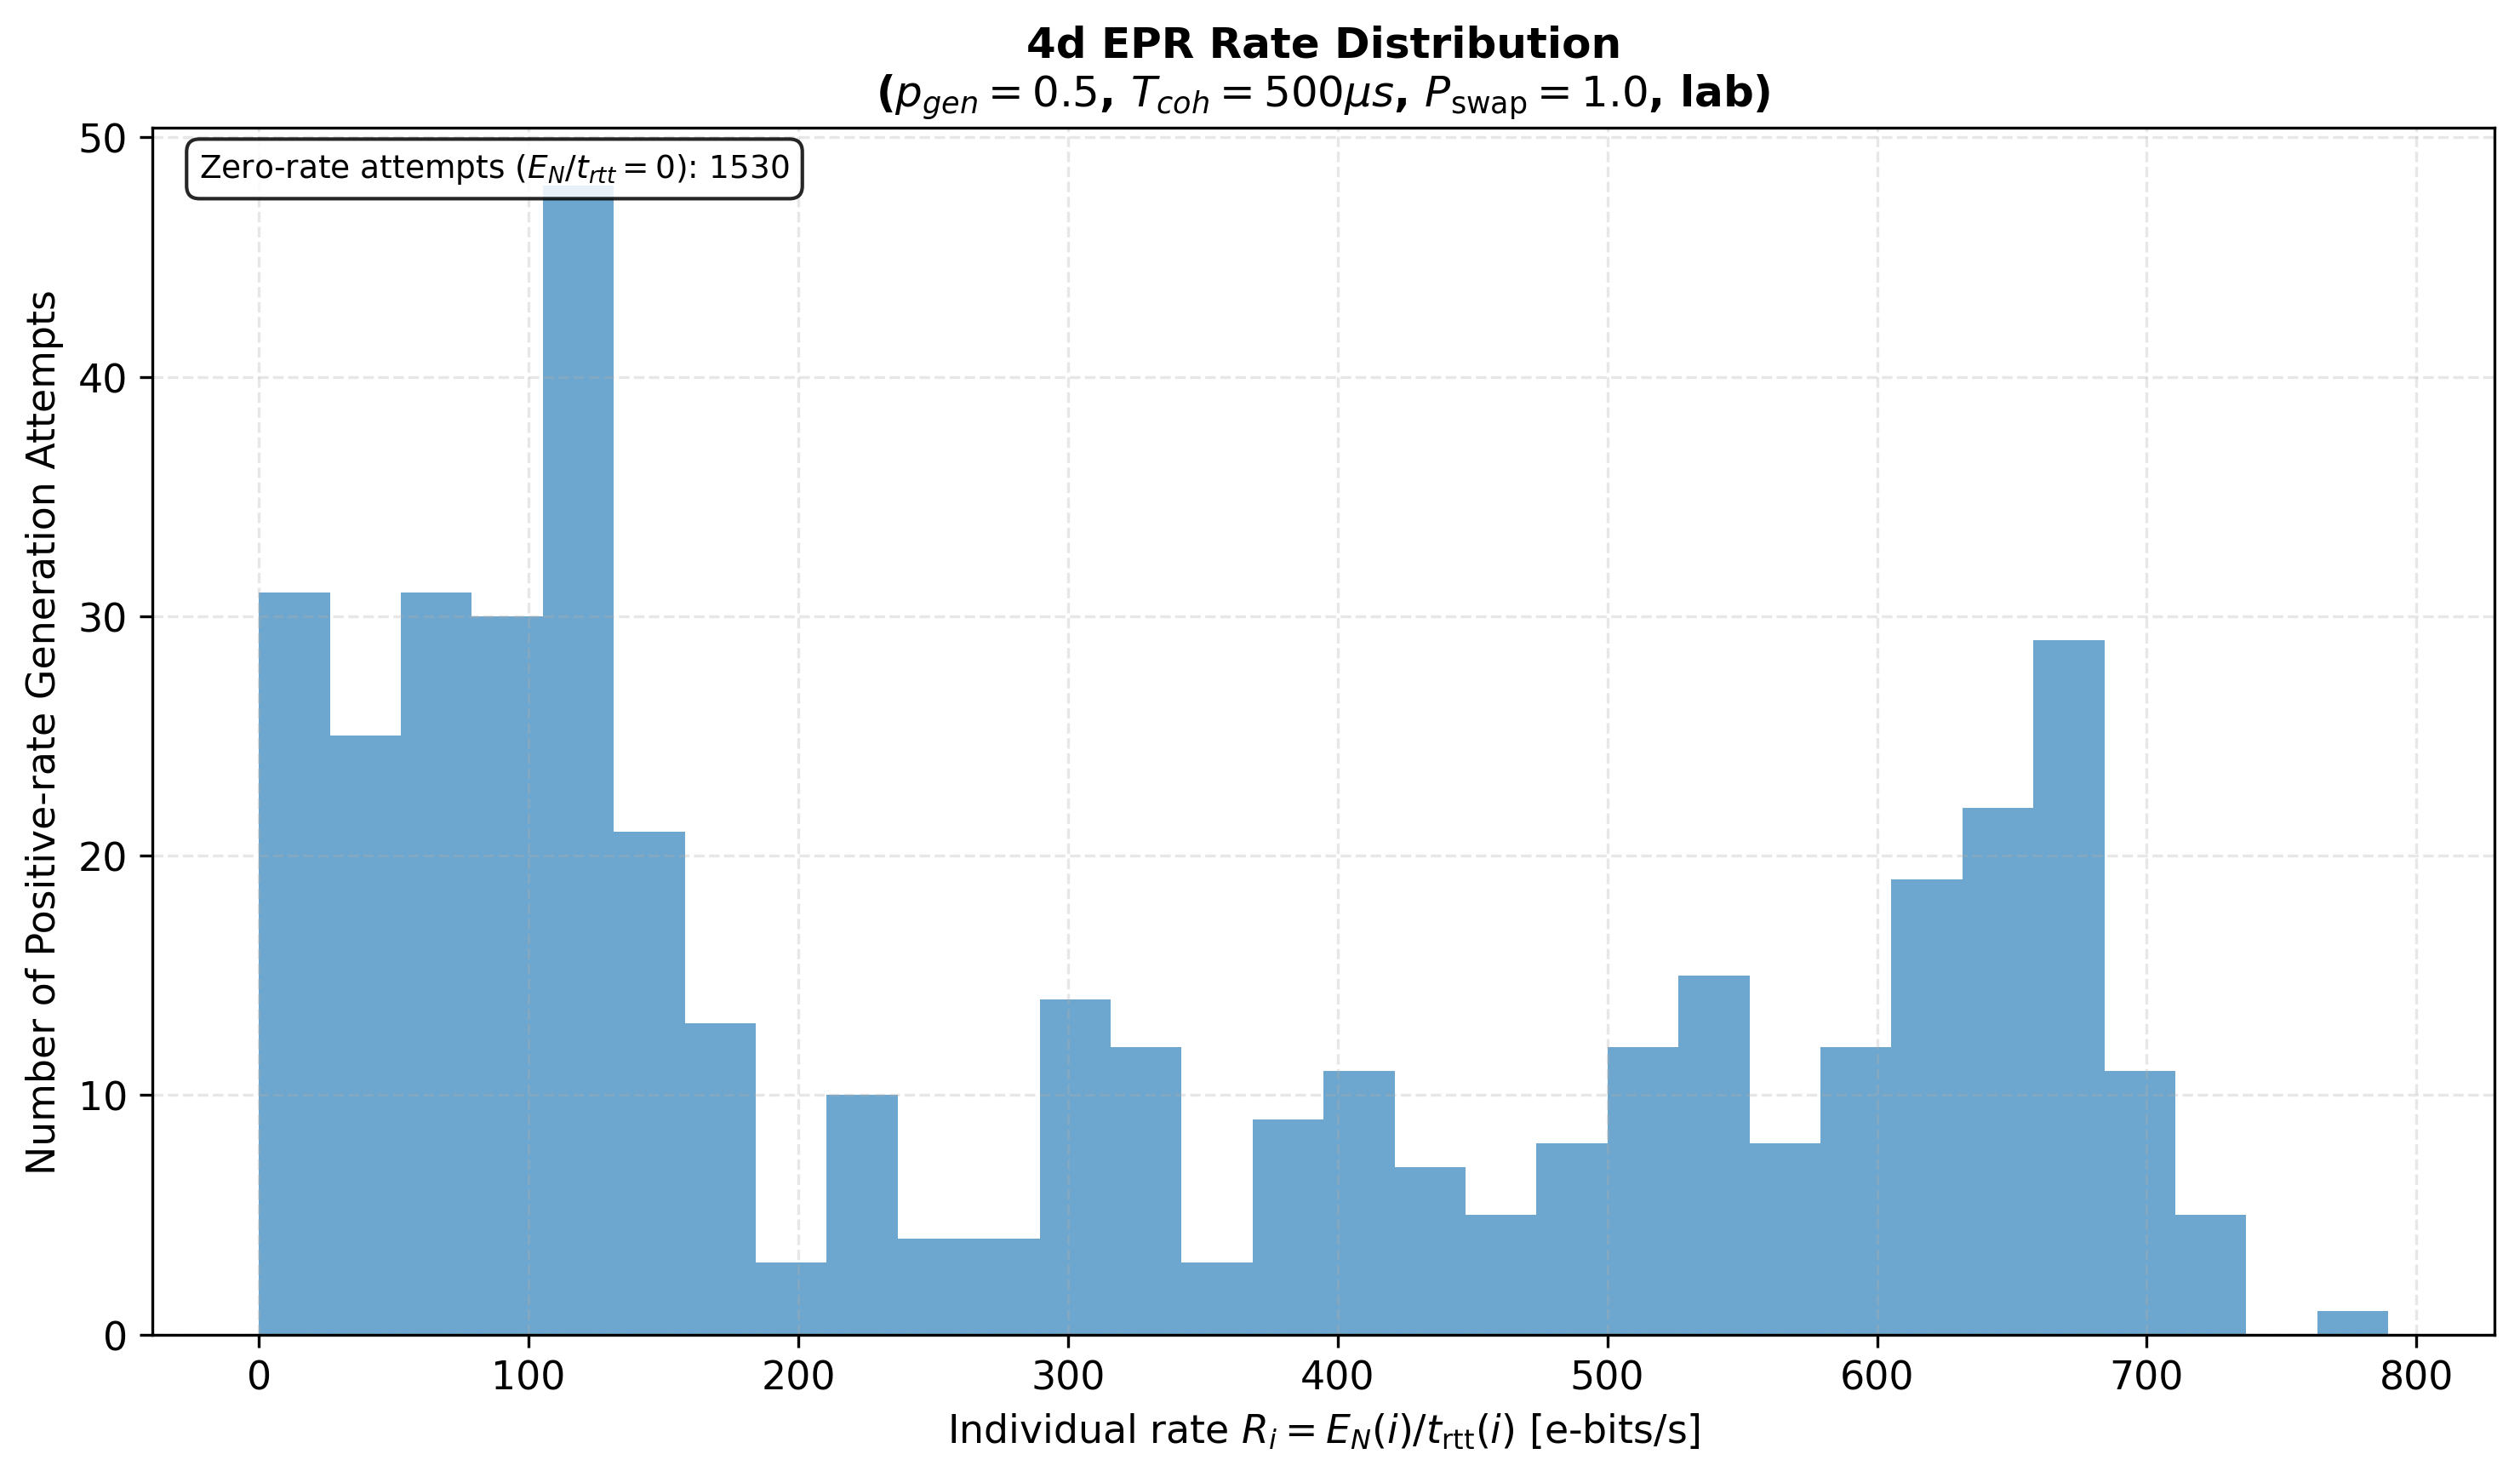 4d EPR Rate Distribution
(p_gen = 0.5, T_coh = 500μs, P_swap = 1.0, lab)
Zero-rate attempts (E_N/t_rtt = 0): 1530
Number of Positive-rate Generation Attempts
50
40
30
20
10
0
0 100 200 300 400 500 600 700 800
Individual rate R_i = E_N(i)/t_rtt(i) [e-bits/s]